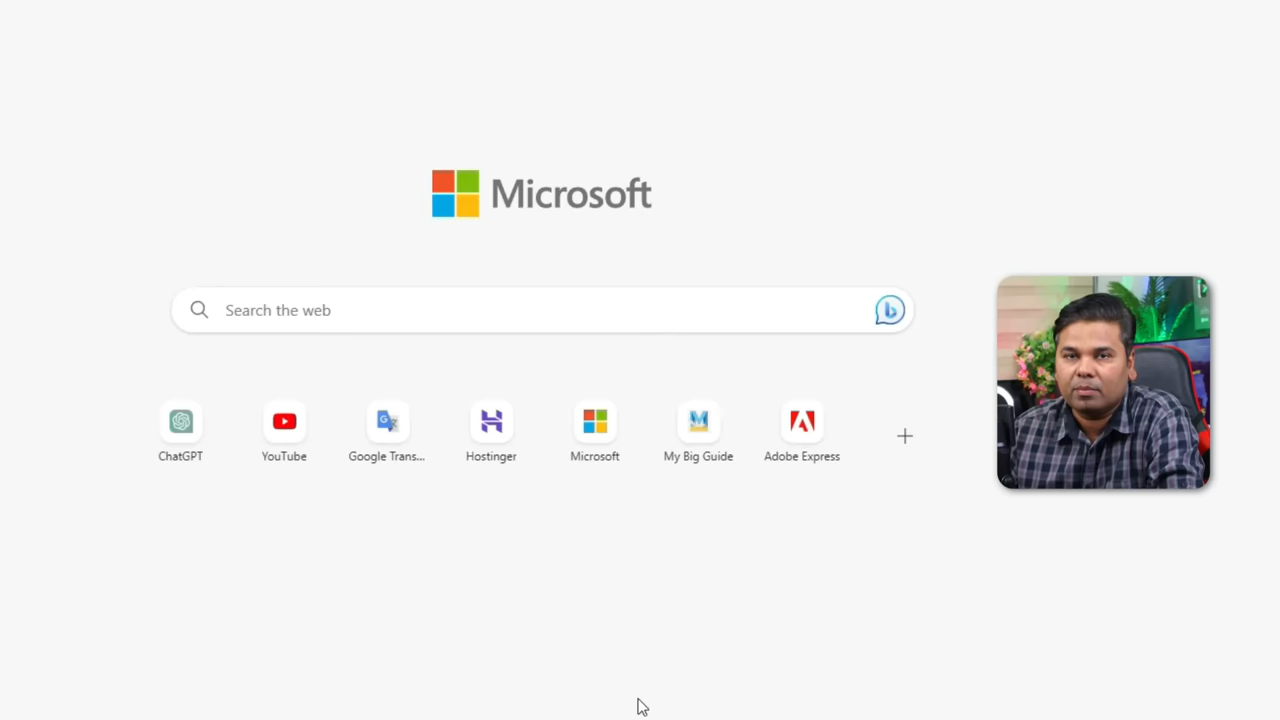 Microsoft
Search the web
ChatGPT
YouTube
Google Trans...
Hostinger
Microsoft
My Big Guide
Adobe Express